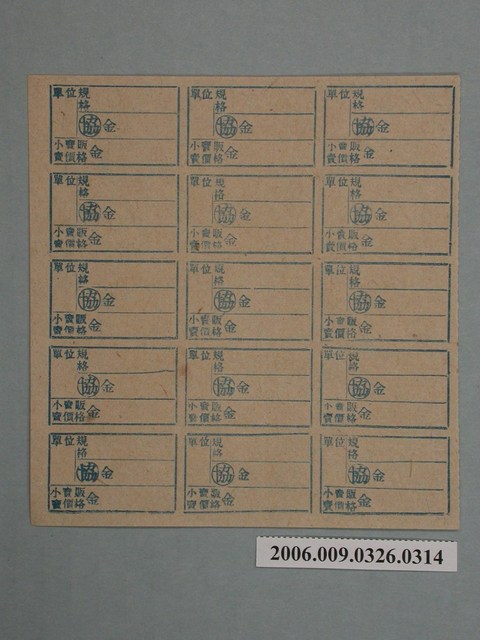 單位規
格
協 金
小賣販
賣價格 金
單位規
格
協 金
小賣販
賣價格 金
單位規
格
協 金
小賣販
賣價格 金
單位規
格
協 金
小賣販
賣價格 金
單位規
格
協 金
小賣販
賣價格 金
單位規
格
協 金
小賣販
賣價格 金
單位規
格
協 金
小賣販
賣價格 金
單位規
格
協 金
小賣販
賣價格 金
單位規
格
協 金
小賣販
賣價格 金
單位規
格
協 金
小賣販
賣價格 金
單位規
格
協 金
小賣販
賣價格 金
單位規
格
協 金
小賣販
賣價格 金
單位規
格
協 金
小賣販
賣價格 金
單位規
格
協 金
小賣販
賣價格 金
單位規
格
協 金
小賣販
賣價格 金
2006.009.0326.0314